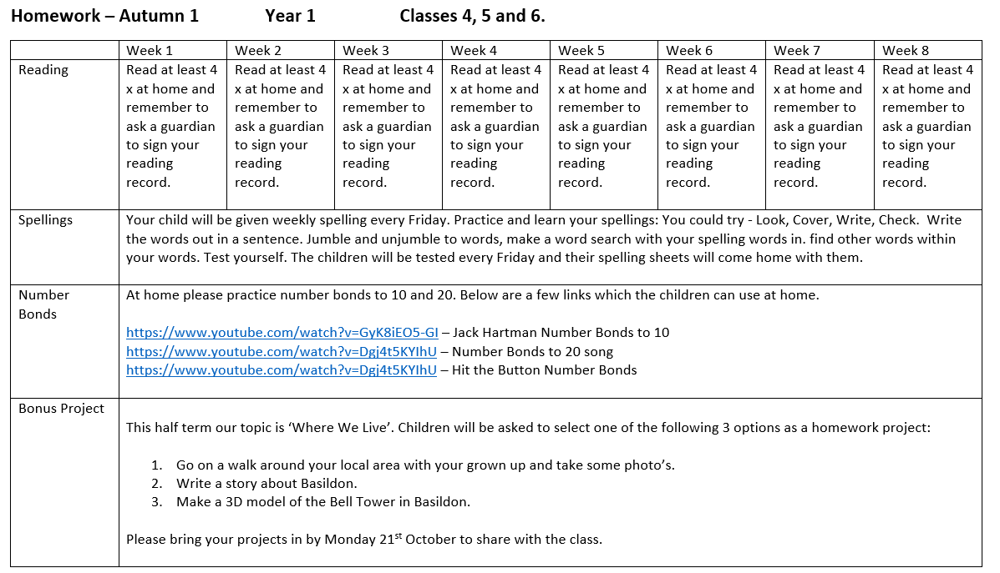 Homework – Autumn 1 Year 1 Classes 4, 5 and 6.
Week 1 Week 2 Week 3 Week 4 Week 5 Week 6 Week 7 Week 8
Reading
Read at least 4
x at home and
remember to
ask a guardian
to sign your
reading
record.
Read at least 4
x at home and
remember to
ask a guardian
to sign your
reading
record.
Read at least 4
x at home and
remember to
ask a guardian
to sign your
reading
record.
Read at least 4
x at home and
remember to
ask a guardian
to sign your
reading
record.
Read at least 4
x at home and
remember to
ask a guardian
to sign your
reading
record.
Read at least 4
x at home and
remember to
ask a guardian
to sign your
reading
record.
Read at least 4
x at home and
remember to
ask a guardian
to sign your
reading
record.
Read at least 4
x at home and
remember to
ask a guardian
to sign your
reading
record.
Spellings
Your child will be given weekly spelling every Friday. Practice and learn your spellings: You could try - Look, Cover, Write, Check.  Write
the words out in a sentence. Jumble and unjumble to words, make a word search with your spelling words in. find other words within
your words. Test yourself. The children will be tested every Friday and their spelling sheets will come home with them.
Number
Bonds
At home please practice number bonds to 10 and 20. Below are a few links which the children can use at home.
https://www.youtube.com/watch?v=GyK8iEO5-GI – Jack Hartman Number Bonds to 10
https://www.youtube.com/watch?v=Dgj4t5KYIhU – Number Bonds to 20 song
https://www.youtube.com/watch?v=Dgj4t5KYIhU – Hit the Button Number Bonds
Bonus Project
This half term our topic is ‘Where We Live’. Children will be asked to select one of the following 3 options as a homework project:
1. Go on a walk around your local area with your grown up and take some photo’s.
2. Write a story about Basildon.
3. Make a 3D model of the Bell Tower in Basildon.
Please bring your projects in by Monday 21st October to share with the class.